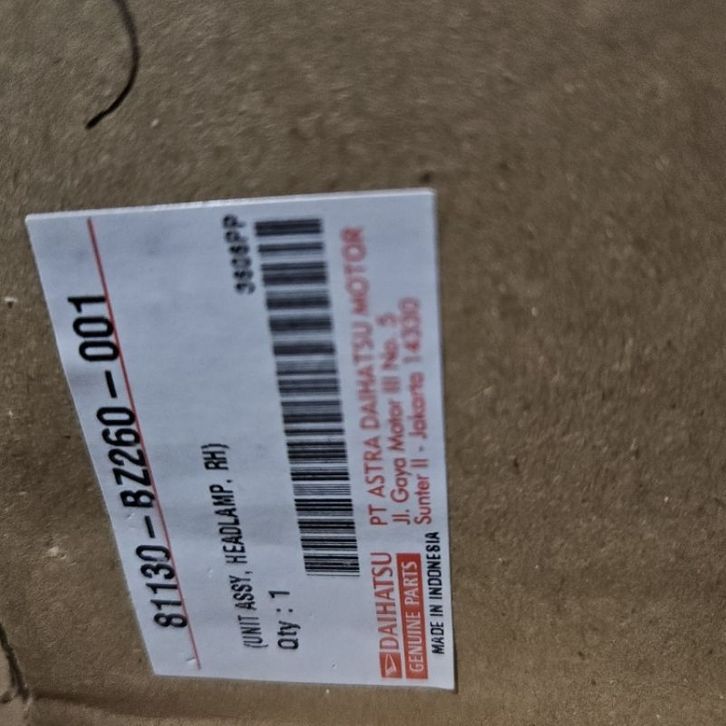 81130-BZ260-001
(UNIT ASSY, HEADLAMP, RH)
Qty : 1
3606PP
DAIHATSU
GENUINE PARTS
PT ASTRA DAIHATSU MOTOR
Jl. Gaya Motor III No. 5
Sunter II - Jakarta 14330
MADE IN INDONESIA